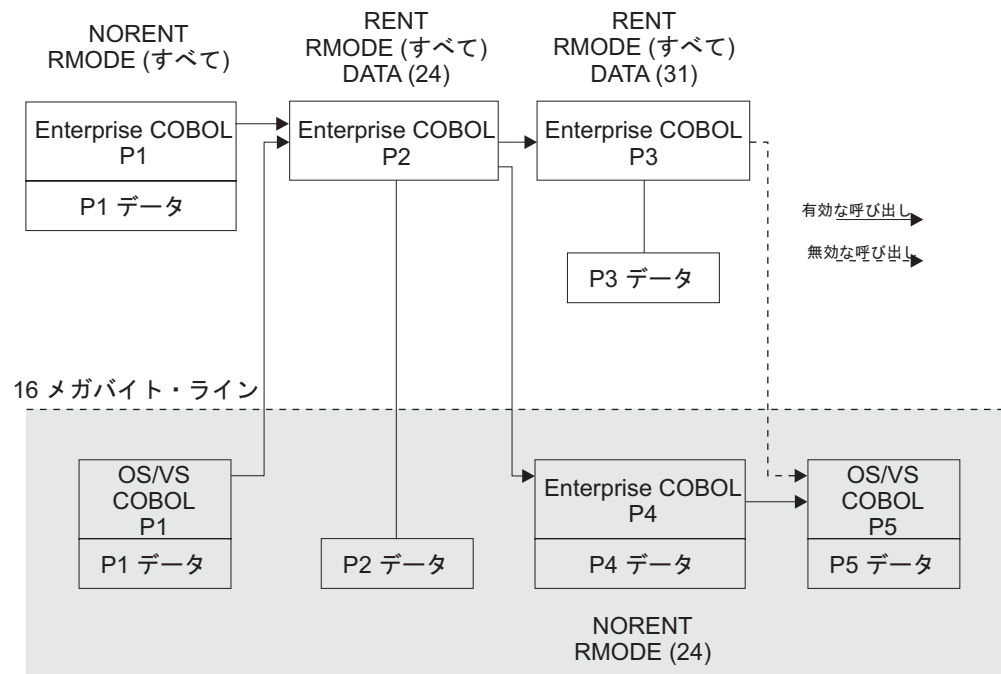 NORENT
RMODE (すべて)
RENT
RMODE (すべて)
DATA (24)
RENT
RMODE (すべて)
DATA (31)
Enterprise COBOL
P1
P1 データ
Enterprise COBOL
P2
Enterprise COBOL
P3
P3 データ
有効な呼び出し
無効な呼び出し
16 メガバイト・ライン
OS/VS
COBOL
P1
P1 データ
P2 データ
Enterprise COBOL
P4
P4 データ
OS/VS
COBOL
P5
P5 データ
NORENT
RMODE (24)